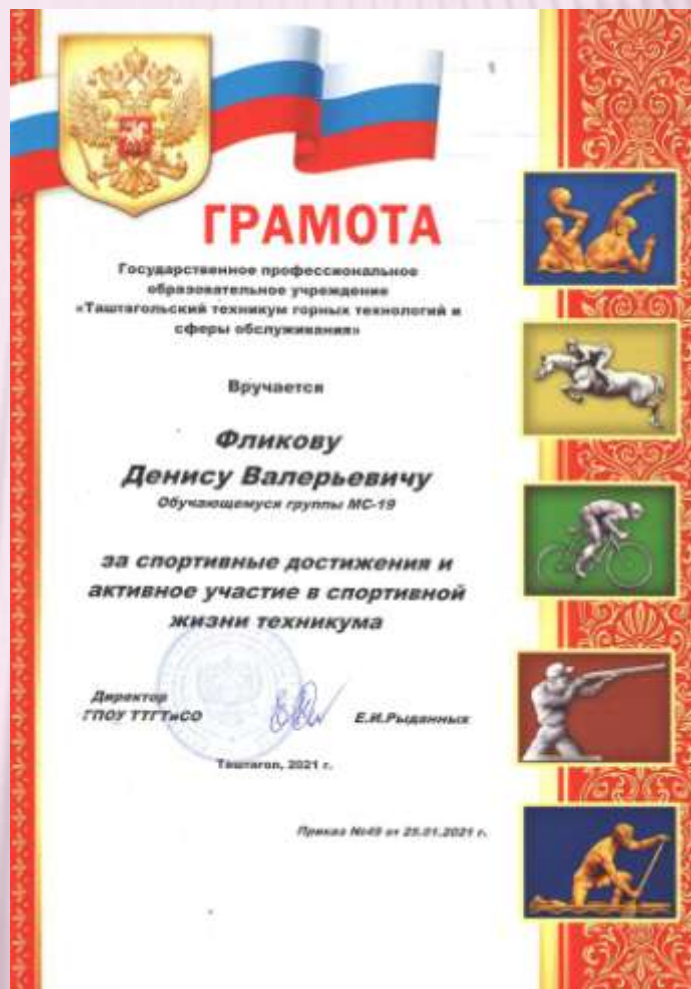 ГРАМОТА
Государственное профессиональное
образовательное учреждение
«Таштагольский техникум горных технологий и
сферы обслуживания»
Вручается
Фликову
Денису Валерьевичу
Обучающемуся группы МС-19
за спортивные достижения и
активное участие в спортивной
жизни техникума
Директор
ГПОУ ТТГТиСО
Е.И.Рыданных
Таштагол, 2021 г.
Приказ №49 от 25.01.2021 г.